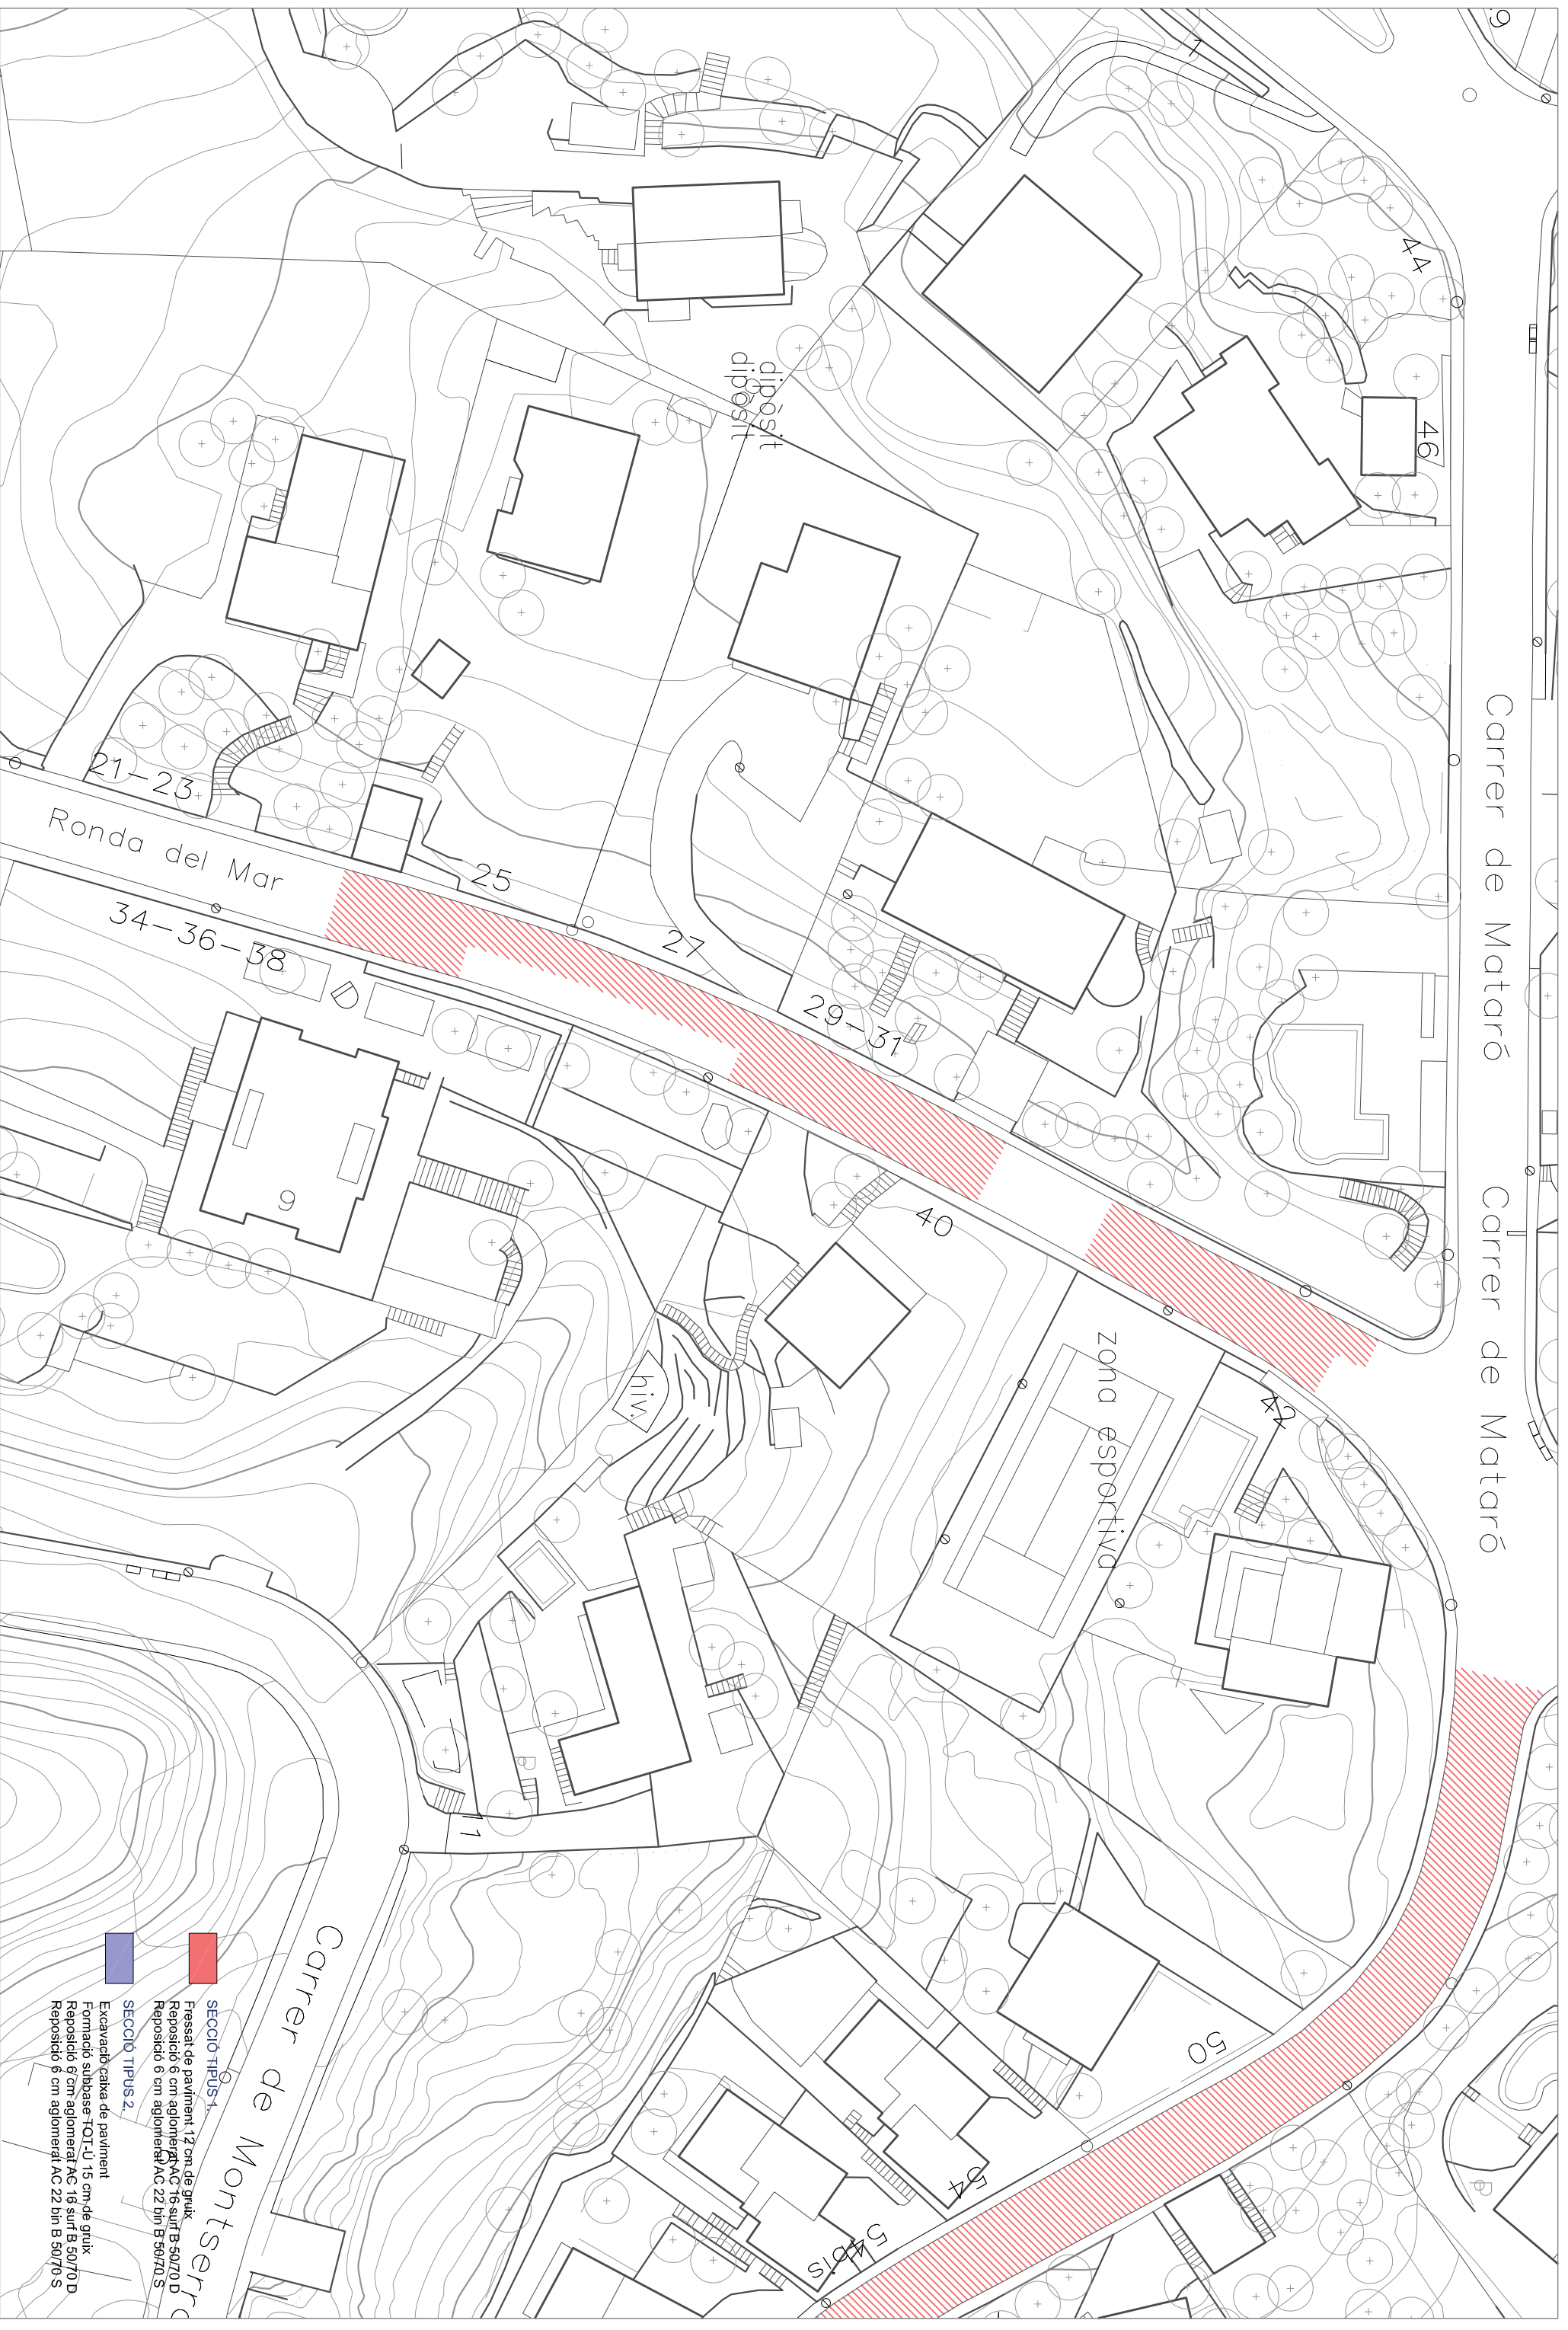 7
44
46
dipòsit
dipòsit
Carrer de Mataró
21-23
Ronda del Mar
25
34-36-38
27
29-31
9
40
Carrer de Mataró
zona esportiva
42
hiv.
11
50
54
54bis
Carrer de Montserra
SECCIÓ TIPUS 1.
Fressat de paviment 12 cm de gruix
Reposició 6 cm aglomerat AC 16 surf B 50/70 D
Reposició 6 cm aglomerat AC 22 bin B 50/70 S
SECCIÓ TIPUS 2.
Excavació caixa de paviment
Formació subbase TOT-Ú 15 cm de gruix
Reposició 6 cm aglomerat AC 16 surf B 50/70 D
Reposició 6 cm aglomerat AC 22 bin B 50/70 S